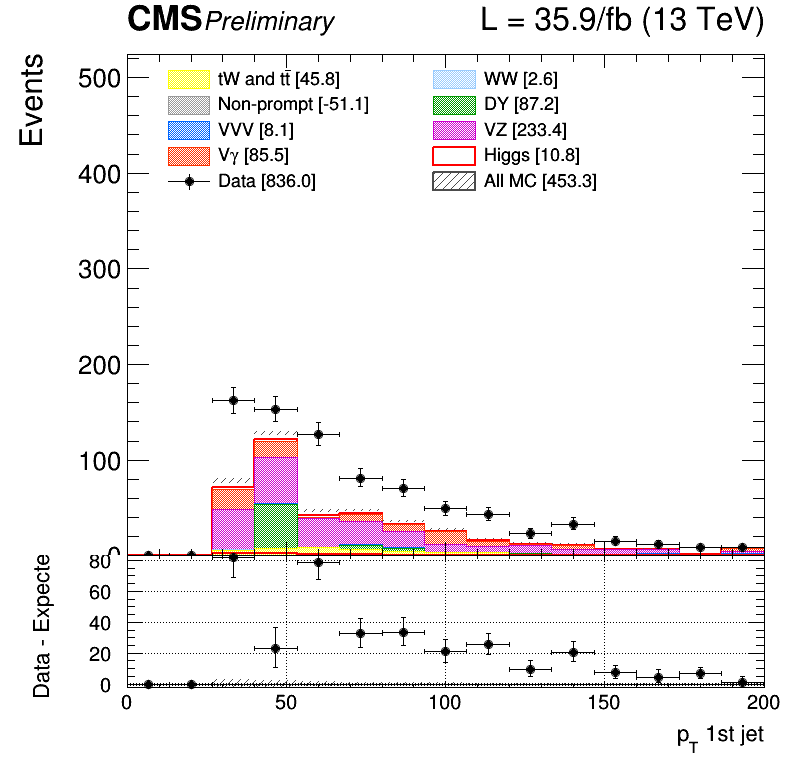 CMS Preliminary L = 35.9/fb (13 TeV)
Events
tW and tt̄ [45.8] WW [2.6]
Non-prompt [-51.1] DY [87.2]
VVV [8.1] VZ [233.4]
Vγ [85.5] Higgs [10.8]
Data [836.0] All MC [453.3]
500
400
300
200
100
0
Data - Expecte
80
60
40
20
0
0 50 100 150 200
p_T 1st jet